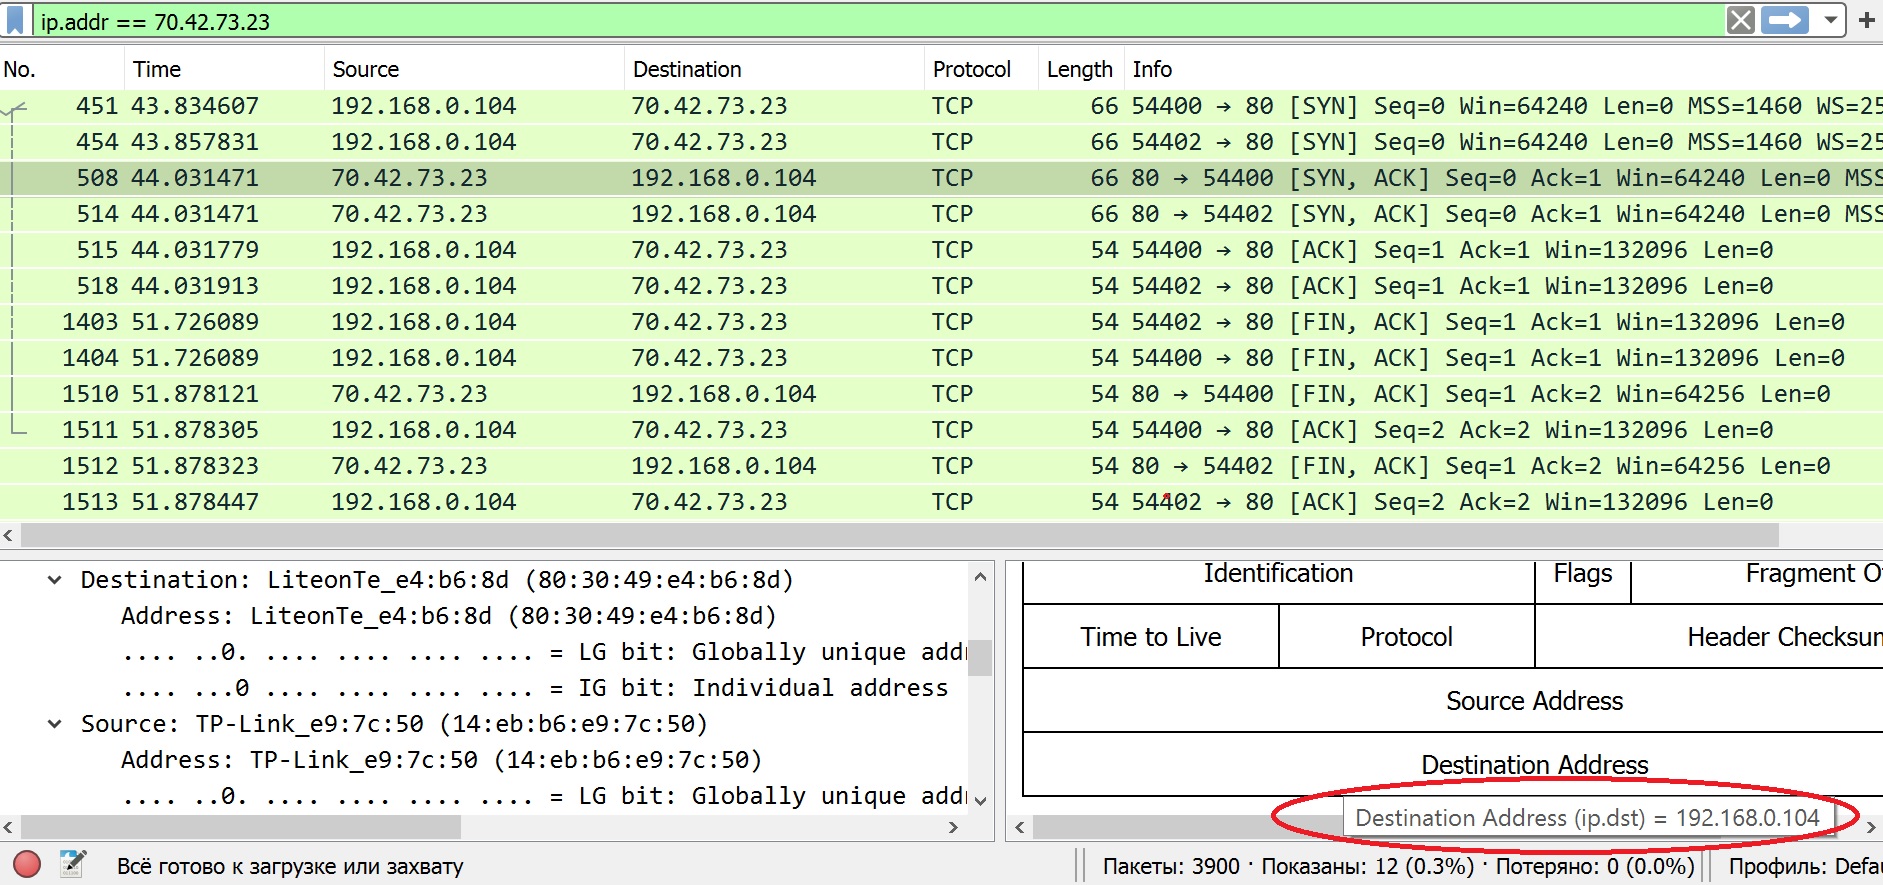 ip.addr == 70.42.73.23
No. Time Source Destination Protocol Length Info
451 43.834607 192.168.0.104 70.42.73.23 TCP 66 54400 → 80 [SYN] Seq=0 Win=64240 Len=0 MSS=1460 WS=25
454 43.857831 192.168.0.104 70.42.73.23 TCP 66 54402 → 80 [SYN] Seq=0 Win=64240 Len=0 MSS=1460 WS=25
508 44.031471 70.42.73.23 192.168.0.104 TCP 66 80 → 54400 [SYN, ACK] Seq=0 Ack=1 Win=64240 Len=0 MSS
514 44.031471 70.42.73.23 192.168.0.104 TCP 66 80 → 54402 [SYN, ACK] Seq=0 Ack=1 Win=64240 Len=0 MSS
515 44.031779 192.168.0.104 70.42.73.23 TCP 54 54400 → 80 [ACK] Seq=1 Ack=1 Win=132096 Len=0
518 44.031913 192.168.0.104 70.42.73.23 TCP 54 54402 → 80 [ACK] Seq=1 Ack=1 Win=132096 Len=0
1403 51.726089 192.168.0.104 70.42.73.23 TCP 54 54402 → 80 [FIN, ACK] Seq=1 Ack=1 Win=132096 Len=0
1404 51.726089 192.168.0.104 70.42.73.23 TCP 54 54400 → 80 [FIN, ACK] Seq=1 Ack=1 Win=132096 Len=0
1510 51.878121 70.42.73.23 192.168.0.104 TCP 54 80 → 54400 [FIN, ACK] Seq=1 Ack=2 Win=64256 Len=0
1511 51.878305 192.168.0.104 70.42.73.23 TCP 54 54400 → 80 [ACK] Seq=2 Ack=2 Win=132096 Len=0
1512 51.878323 70.42.73.23 192.168.0.104 TCP 54 80 → 54402 [FIN, ACK] Seq=1 Ack=2 Win=64256 Len=0
1513 51.878447 192.168.0.104 70.42.73.23 TCP 54 54402 → 80 [ACK] Seq=2 Ack=2 Win=132096 Len=0
Destination: LiteonTe_e4:b6:8d (80:30:49:e4:b6:8d)
Address: LiteonTe_e4:b6:8d (80:30:49:e4:b6:8d)
.... ..0. .... .... .... .... = LG bit: Globally unique addr
.... ...0 .... .... .... .... = IG bit: Individual address
Source: TP-Link_e9:7c:50 (14:eb:b6:e9:7c:50)
Address: TP-Link_e9:7c:50 (14:eb:b6:e9:7c:50)
.... ..0. .... .... .... .... = LG bit: Globally unique addr
Identification Flags Fragment Of
Time to Live Protocol Header Checksum
Source Address
Destination Address
Destination Address (ip.dst) = 192.168.0.104
Всё готово к загрузке или захвату
Пакеты: 3900 · Показаны: 12 (0.3%) · Потеряно: 0 (0.0%)
Профиль: Defau